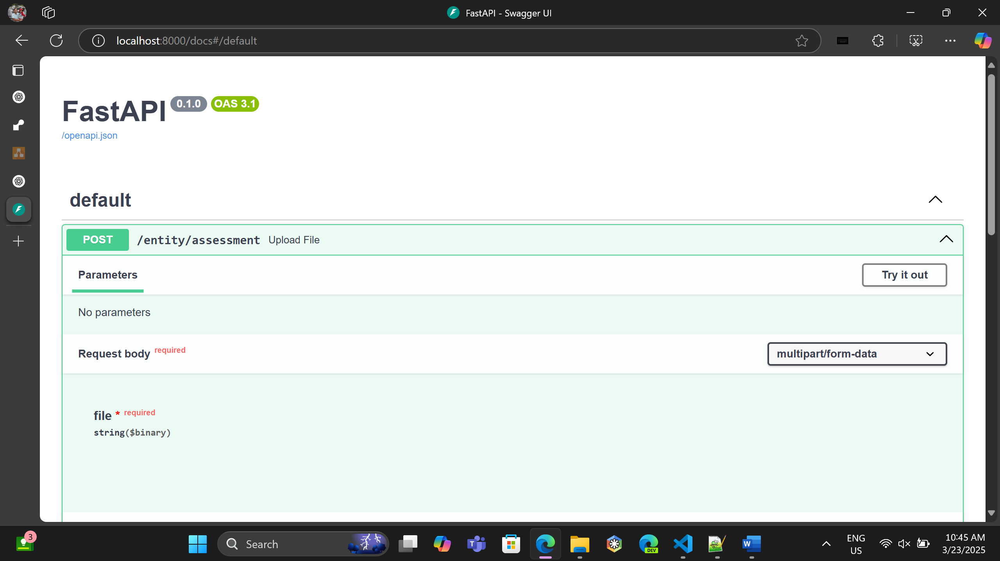 FastAPI - Swagger UI
localhost:8000/docs#/default
FastAPI 0.1.0 OAS 3.1
/openapi.json
default
POST /entity/assessment Upload File
Parameters
Try it out
No parameters
Request body required
multipart/form-data
file * required
string($binary)
3
Search
DEV
ENG
US
10:45 AM
3/23/2025